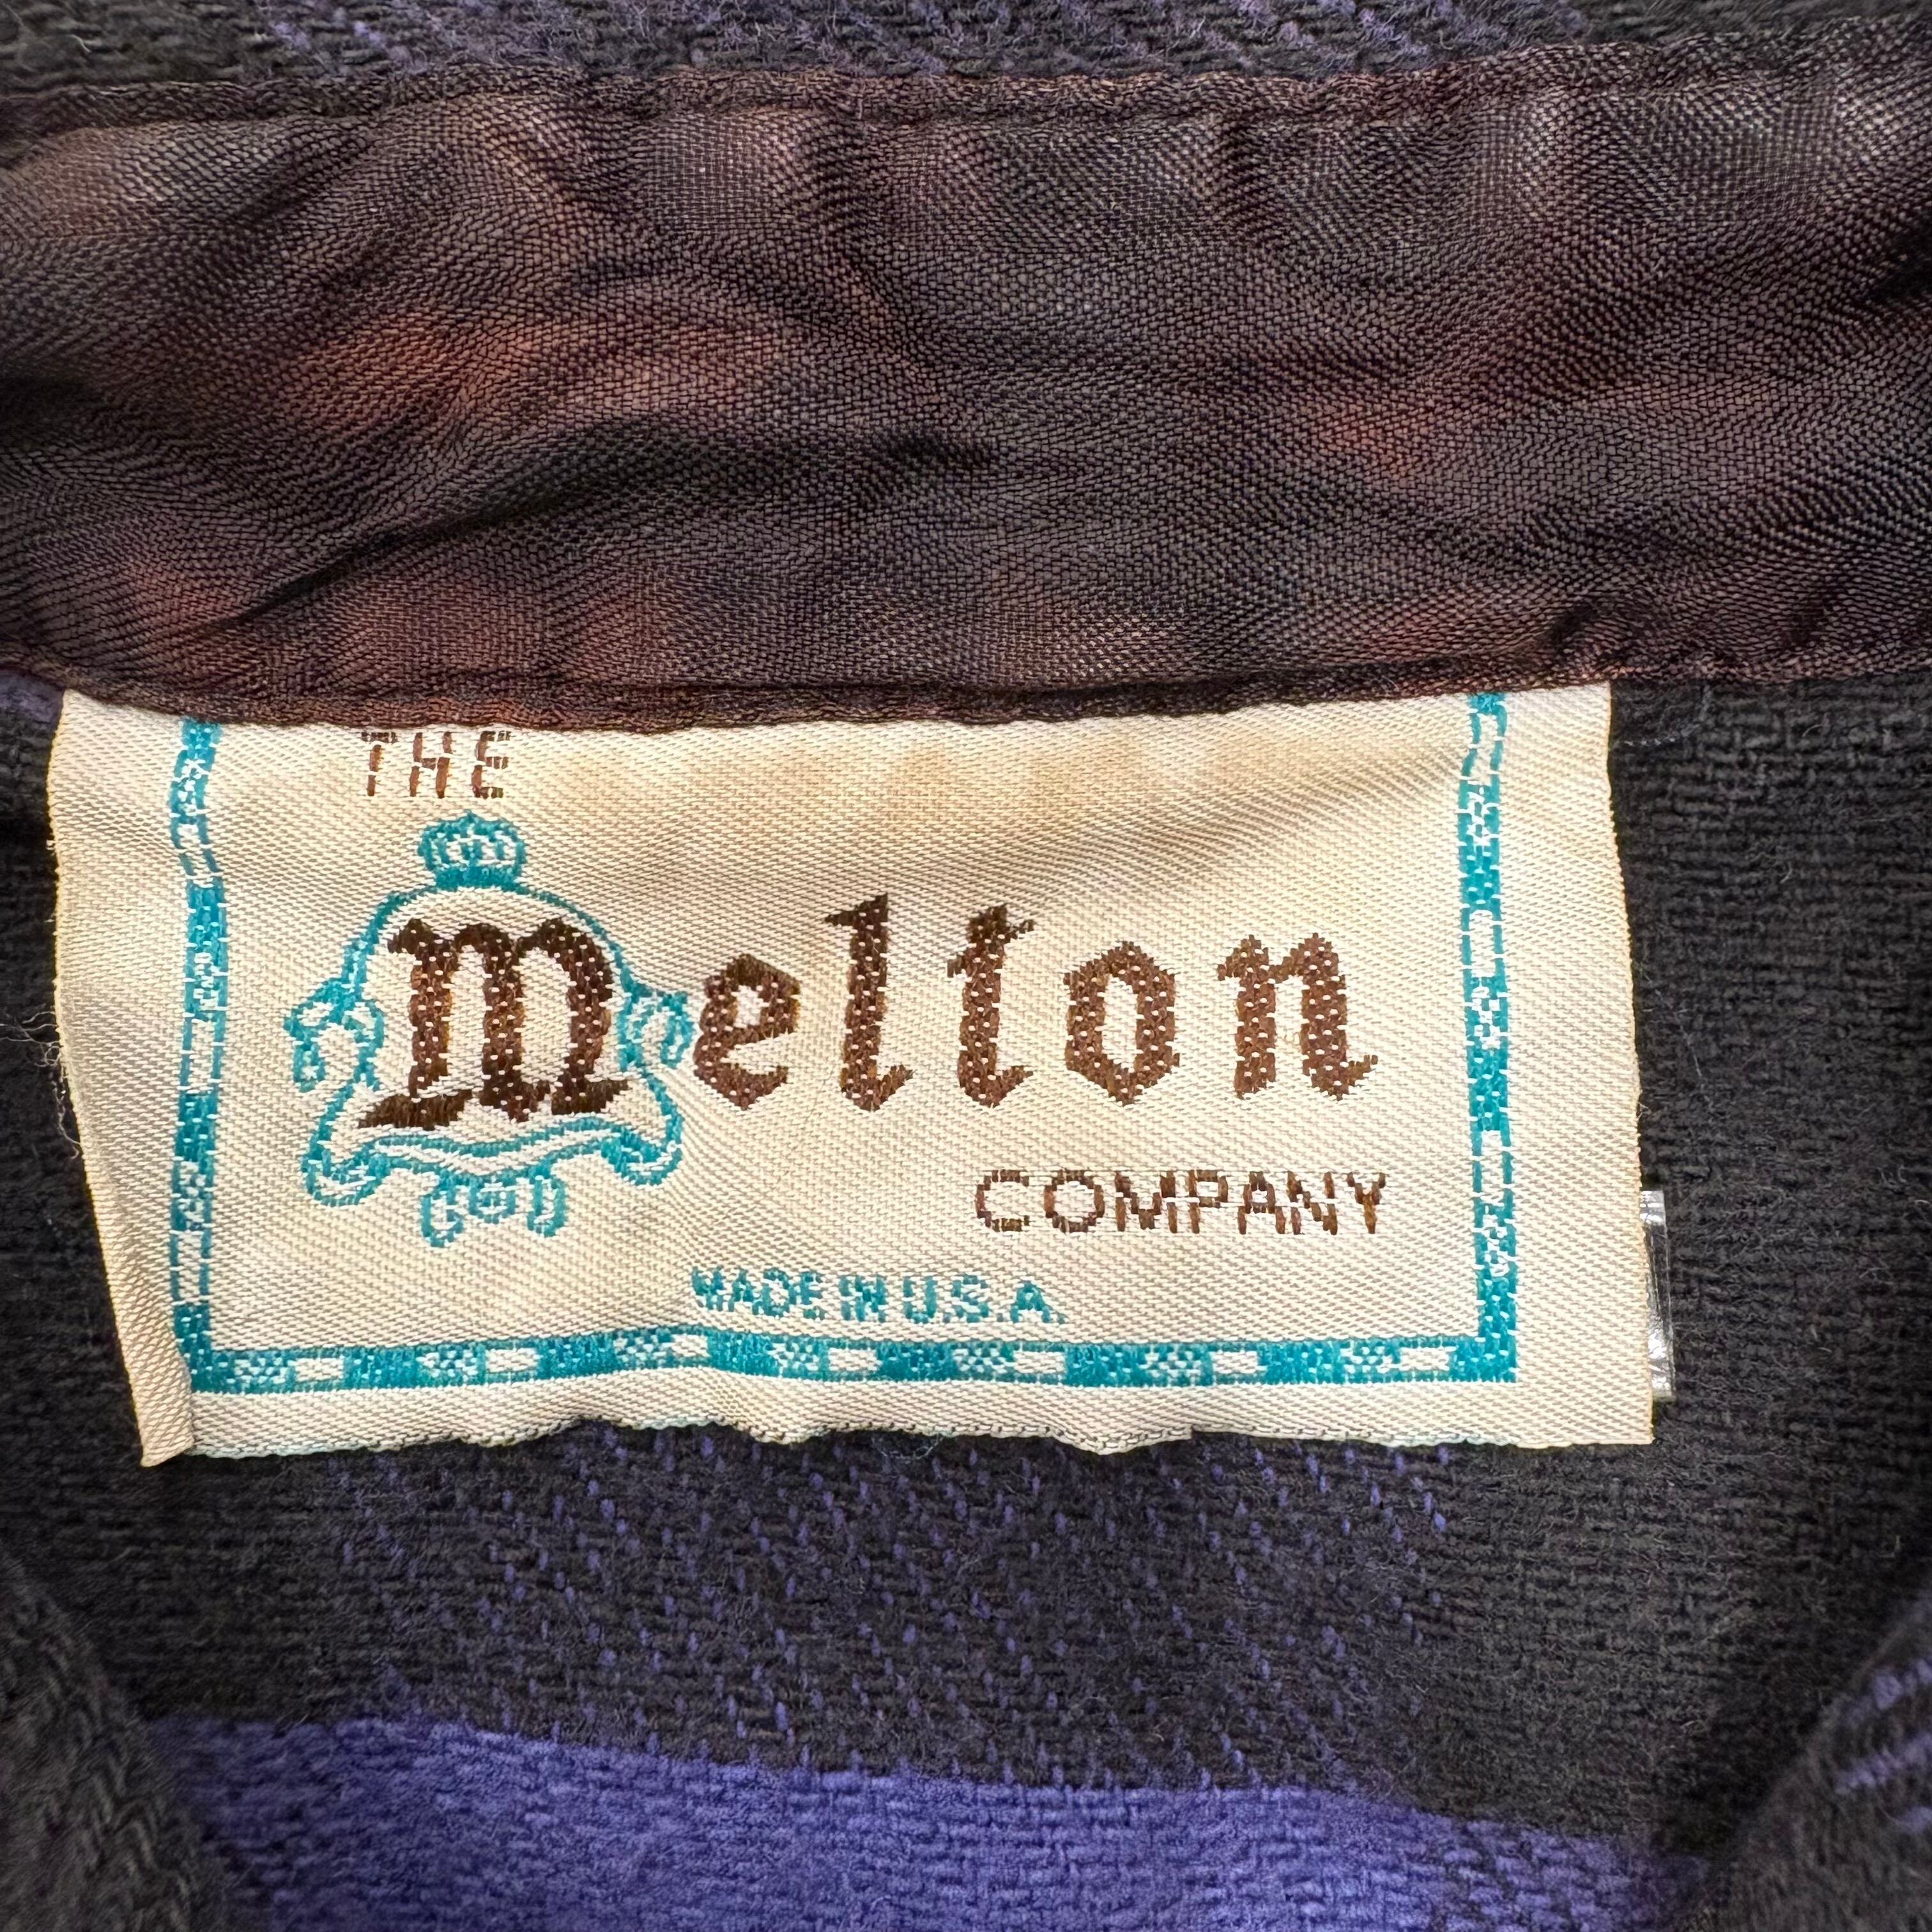 THE
Melton
COMPANY
MADE IN U.S.A.